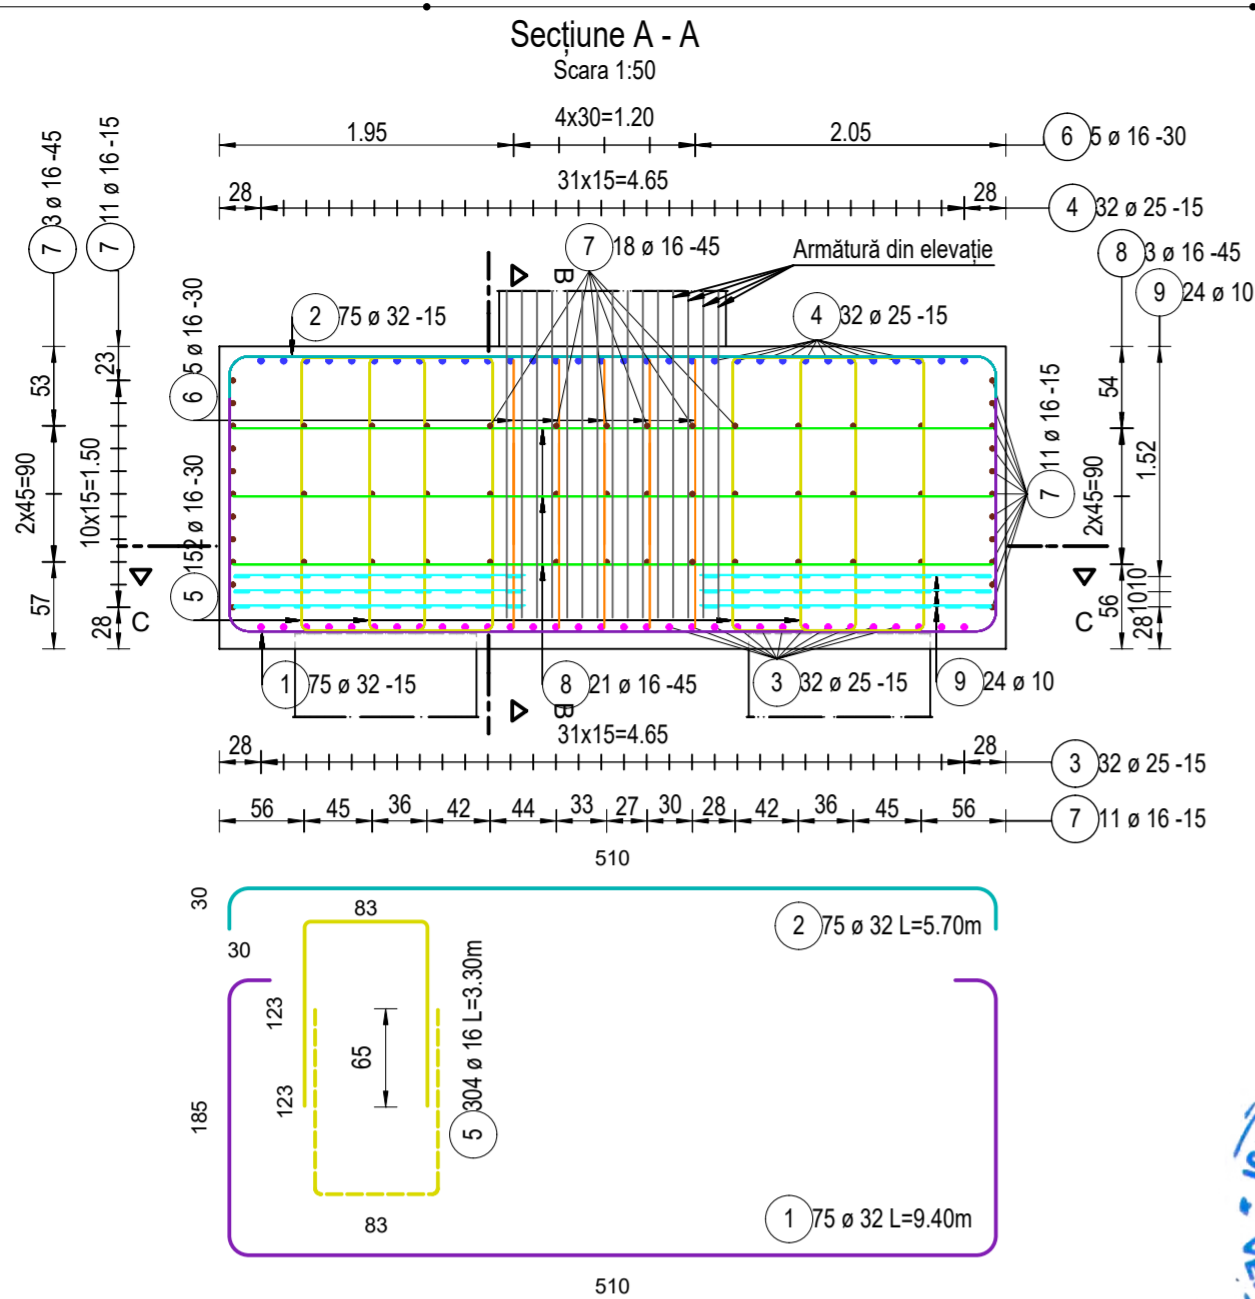 Secțiune A - A
Scara 1:50
1.95
4x30=1.20
2.05
6 5 ø 16 -30
28
31x15=4.65
28
4 32 ø 25 -15
7 3 ø 16 -45
7 11 ø 16 -15
7 18 ø 16 -45
Armătură din elevație
8 3 ø 16 -45
9 24 ø 10
B
2 75 ø 32 -15
4 32 ø 25 -15
6 5 ø 16 -30
5 152 ø 16 -30
53
2x45=90
57
23
10x15=1.50
28
7 11 ø 16 -15
54
2x45=90
56
1.52
10
10
28
C
C
1 75 ø 32 -15
8 21 ø 16 -45
3 32 ø 25 -15
9 24 ø 10
B
28
31x15=4.65
28
3 32 ø 25 -15
56 45 36 42 44 33 27 30 28 42 36 45 56
7 11 ø 16 -15
510
30
30
83
2 75 ø 32 L=5.70m
123
123
65
5 304 ø 16 L=3.30m
185
83
1 75 ø 32 L=9.40m
510